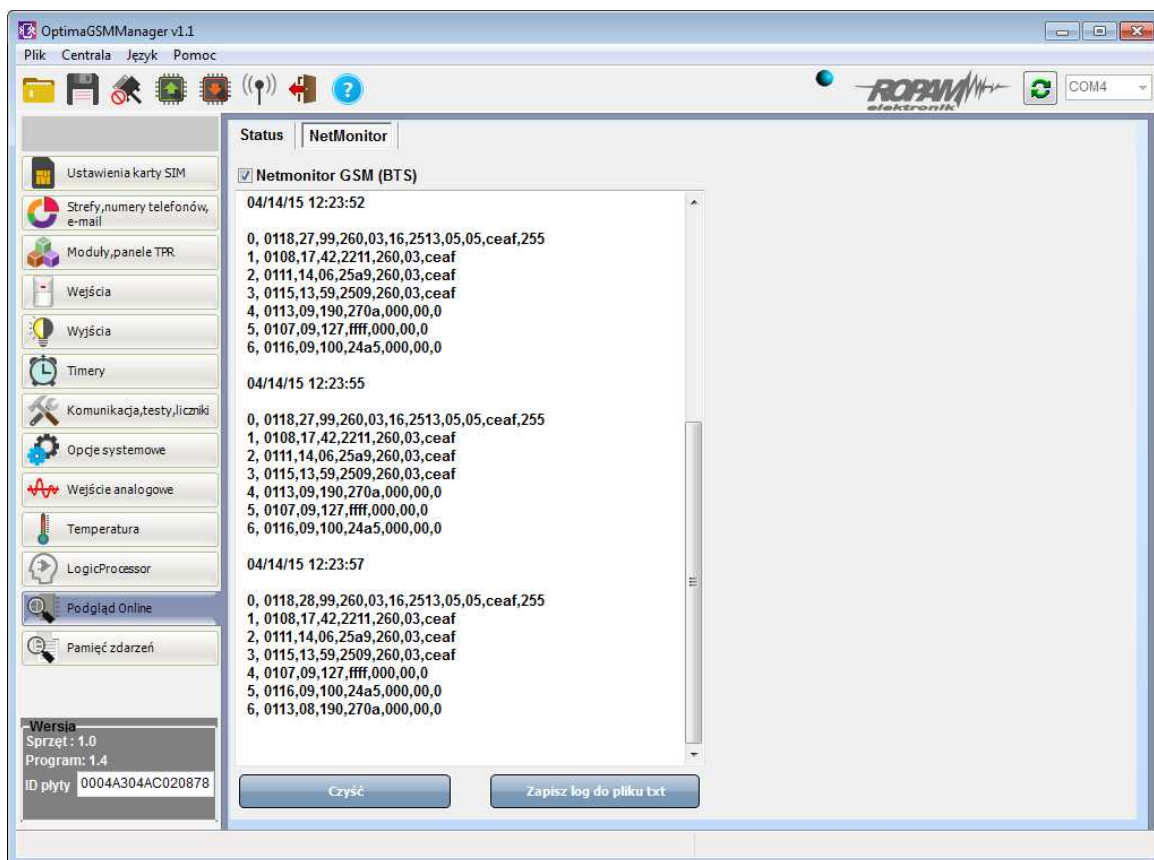 OptimaGSMManager v1.1
Plik Centrala Język Pomoc
ROPAM
elektronik
COM4
Ustawienia karty SIM
Strefy,numery telefonów,
e-mail
Moduły,panele TPR
Wejścia
Wyjścia
Timery
Komunikacja,testy,liczniki
Opcje systemowe
Wejście analogowe
Temperatura
LogicProcessor
Podgląd Online
Pamięć zdarzeń
Wersja
Sprzęt : 1.0
Program: 1.4
ID płyty 0004A304AC020878
Status NetMonitor
Netmonitor GSM (BTS)
04/14/15 12:23:52
0, 0118,27,99,260,03,16,2513,05,05,ceaf,255
1, 0108,17,42,2211,260,03,ceaf
2, 0111,14,06,25a9,260,03,ceaf
3, 0115,13,59,2509,260,03,ceaf
4, 0113,09,190,270a,000,00,0
5, 0107,09,127,ffff,000,00,0
6, 0116,09,100,24a5,000,00,0
04/14/15 12:23:55
0, 0118,27,99,260,03,16,2513,05,05,ceaf,255
1, 0108,17,42,2211,260,03,ceaf
2, 0111,14,06,25a9,260,03,ceaf
3, 0115,13,59,2509,260,03,ceaf
4, 0113,09,190,270a,000,00,0
5, 0107,09,127,ffff,000,00,0
6, 0116,09,100,24a5,000,00,0
04/14/15 12:23:57
0, 0118,28,99,260,03,16,2513,05,05,ceaf,255
1, 0108,17,42,2211,260,03,ceaf
2, 0111,14,06,25a9,260,03,ceaf
3, 0115,13,59,2509,260,03,ceaf
4, 0107,09,127,ffff,000,00,0
5, 0116,09,100,24a5,000,00,0
6, 0113,08,190,270a,000,00,0
Czyść
Zapisz log do pliku txt